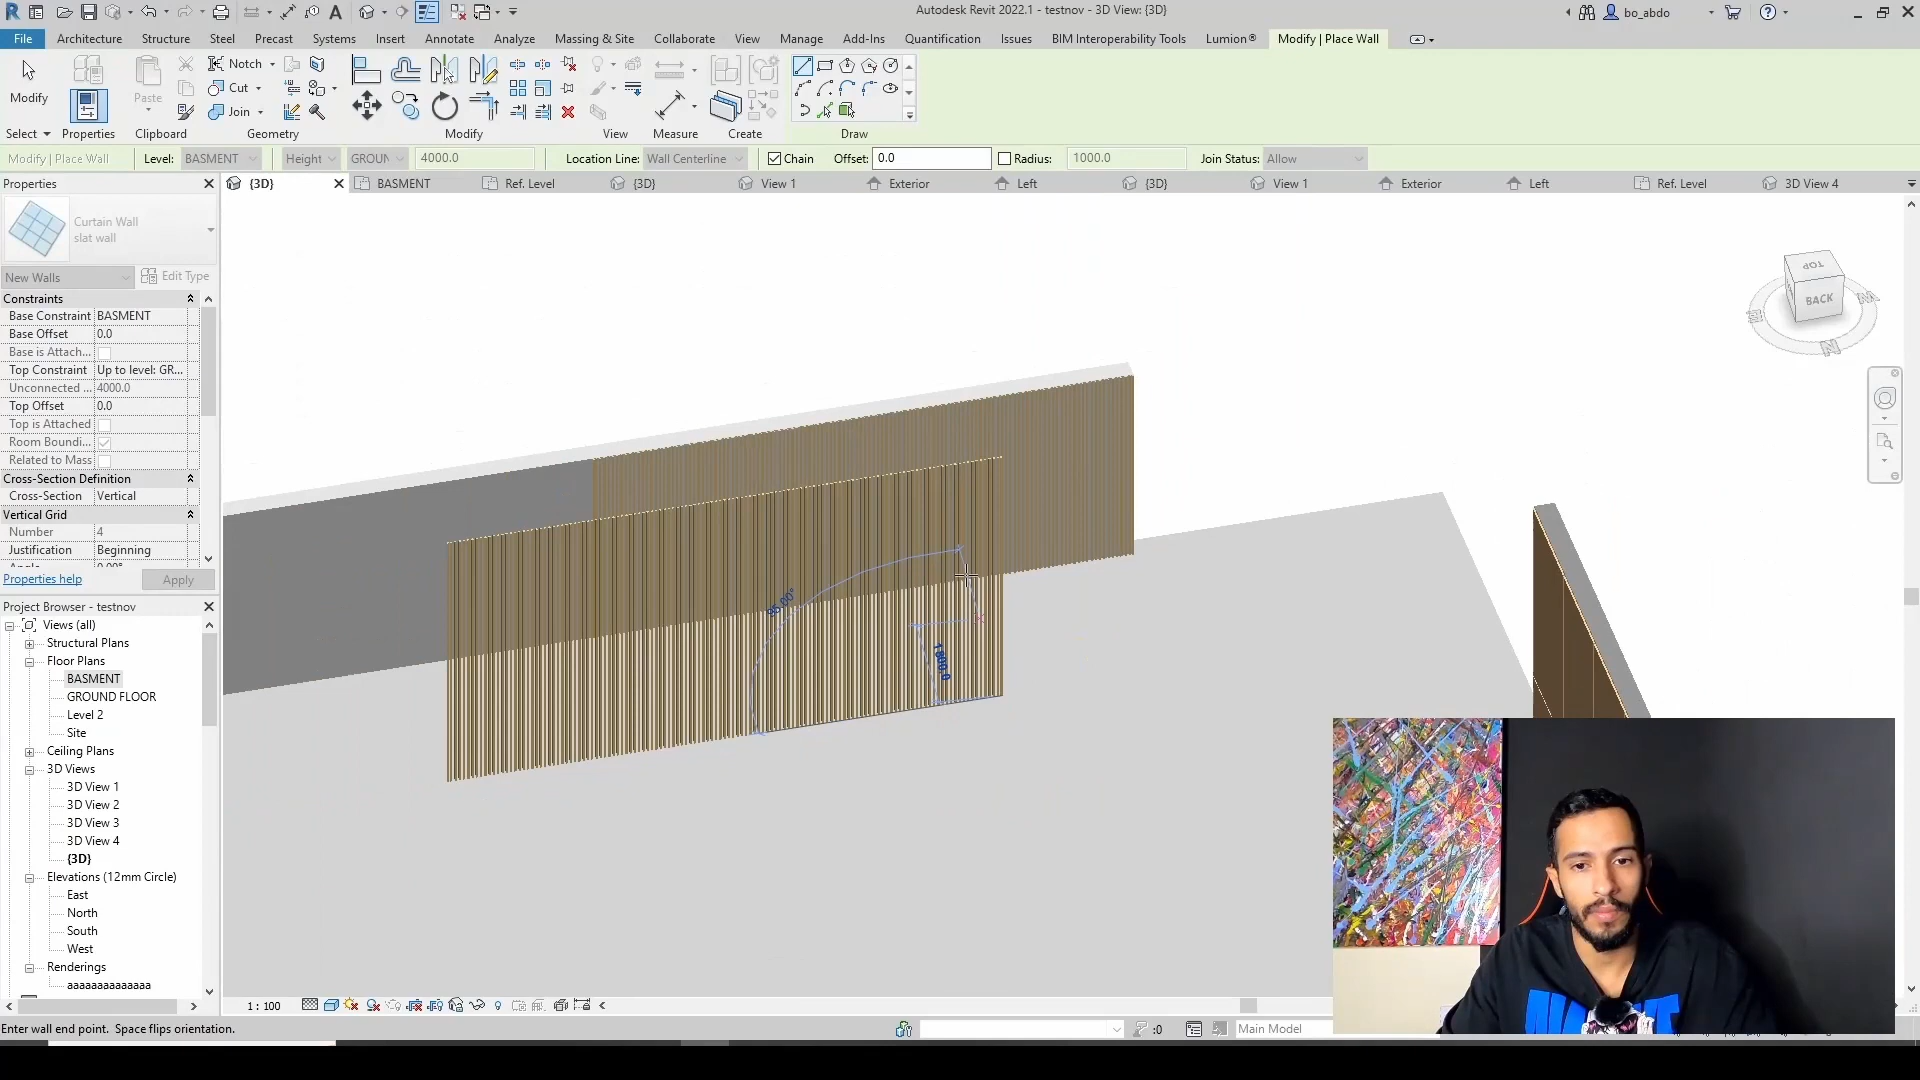 Autodesk Revit 2022.1 - testnov - 3D View: {3D}
bo_abdo
File Architecture Structure Steel Precast Systems Insert Annotate Analyze Massing & Site Collaborate View Manage Add-Ins Quantification Issues BIM Interoperability Tools Lumion® Modify | Place Wall
Modify
Paste
Notch
Cut
Join
Select Properties Clipboard Geometry Modify View Measure Create Draw
Modify | Place Wall Level: BASMENT Height GROUN 4000.0 Location Line: Wall Centerline Chain Offset: 0.0 Radius: 1000.0 Join Status: Allow
Properties
{3D} BASMENT Ref. Level {3D} View 1 Exterior Left {3D} View 1 Exterior Left Ref. Level 3D View 4
Curtain Wall
slat wall
New Walls Edit Type
Constraints
Base Constraint BASMENT
Base Offset 0.0
Base is Attach...
Top Constraint Up to level: GR...
Unconnected ... 4000.0
Top Offset 0.0
Top is Attached
Room Boundi...
Related to Mass
Cross-Section Definition
Cross-Section Vertical
Vertical Grid
Number 4
Justification Beginning
Properties help Apply
Project Browser - testnov
Views (all)
Structural Plans
Floor Plans
BASMENT
GROUND FLOOR
Level 2
Site
Ceiling Plans
3D Views
3D View 1
3D View 2
3D View 3
3D View 4
{3D}
Elevations (12mm Circle)
East
North
South
West
Renderings
aaaaaaaaaaaaaa
TOP
BACK
1 : 100
Enter wall end point. Space flips orientation.
:0
Main Model